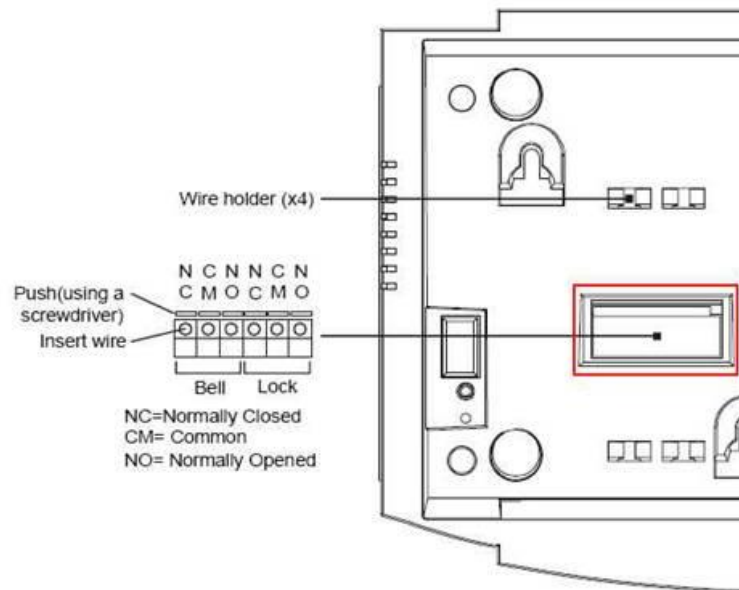 Wire holder (x4)
N C N N C N
C M O C M O
Push(using a
screwdriver)
Insert wire
Bell Lock
NC=Normally Closed
CM= Common
NO= Normally Opened